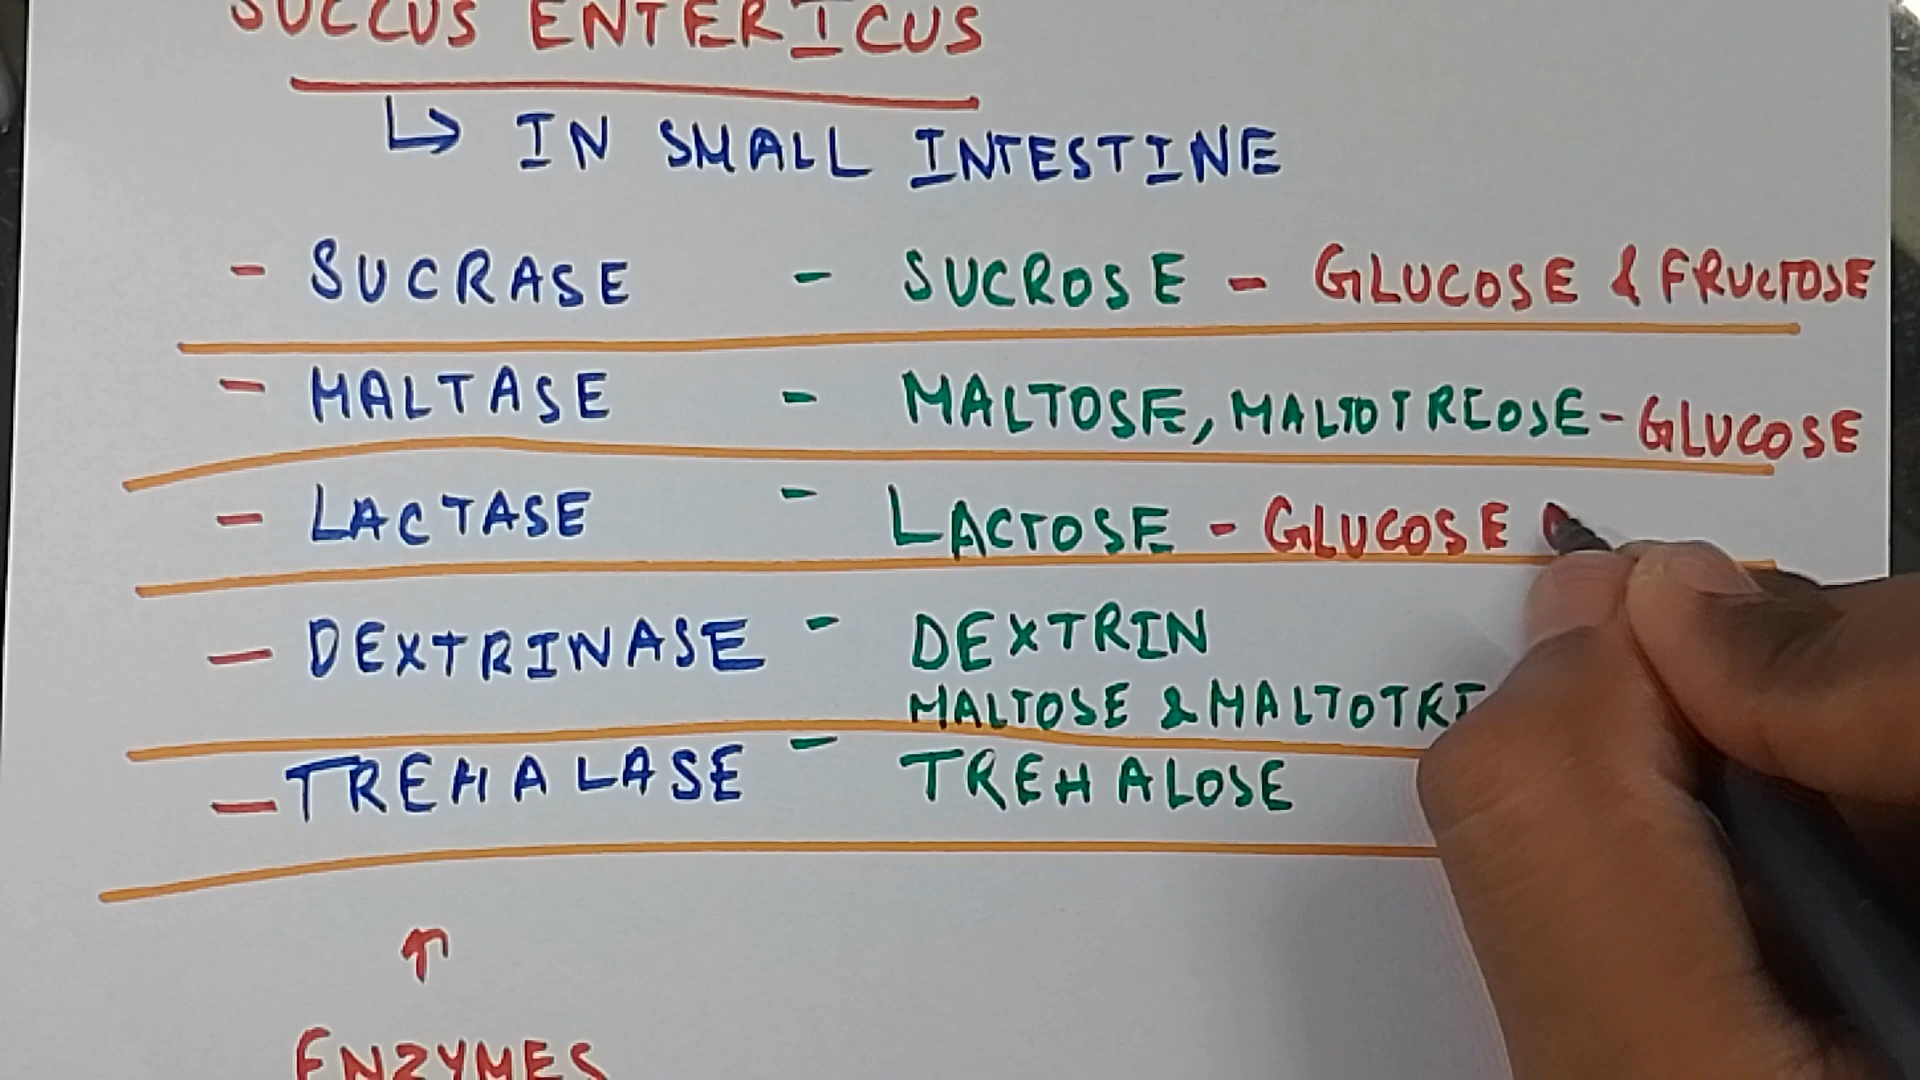 SUCCUS ENTERICUS
↳ IN SMALL INTESTINE
- SUCRASE - SUCROSE - GLUCOSE & FRUCTOSE
- MALTASE - MALTOSE, MALTOTRIOSE - GLUCOSE
- LACTASE - LACTOSE - GLUCOSE
- DEXTRINASE - DEXTRIN
MALTOSE & MALTOTRI
- TREHALASE - TREHALOSE
↑
ENZYMES